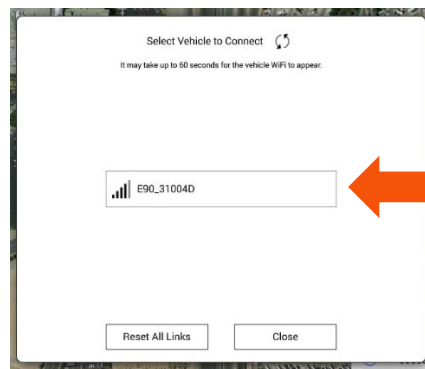 Select Vehicle to Connect
It may take up to 60 seconds for the vehicle WiFi to appear.
E90_31004D
Reset All Links
Close